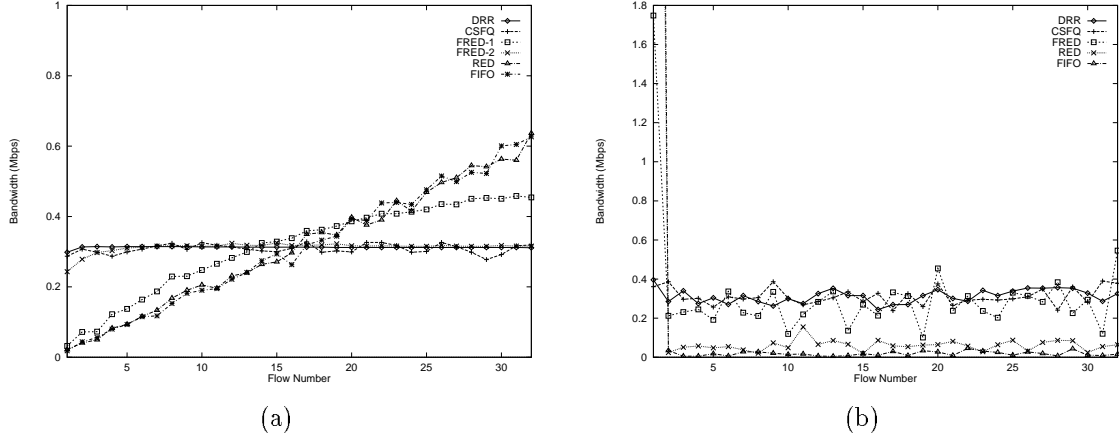 1
0.8
0.6
0.4
0.2
0
5
10
15
20
25
30
Bandwidth (Mbps)
Flow Number
DRR
CSFQ
FRED-1
FRED-2
RED
FIFO
(a)
1.8
1.6
1.4
1.2
1
0.8
0.6
0.4
0.2
0
5
10
15
20
25
30
Bandwidth (Mbps)
Flow Number
DRR
CSFQ
FRED
RED
FIFO
(b)